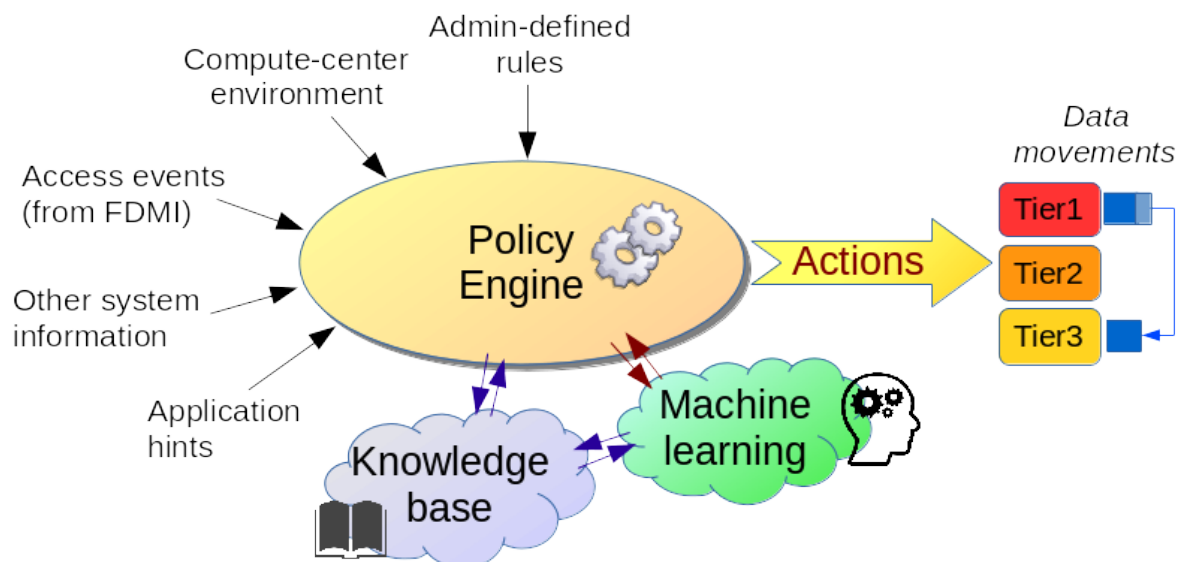 Admin-defined
rules
Compute-center
environment
Access events
(from FDMI)
Other system
information
Application
hints
Policy
Engine
Knowledge
base
Machine
learning
Actions
Data
movements
Tier1
Tier2
Tier3